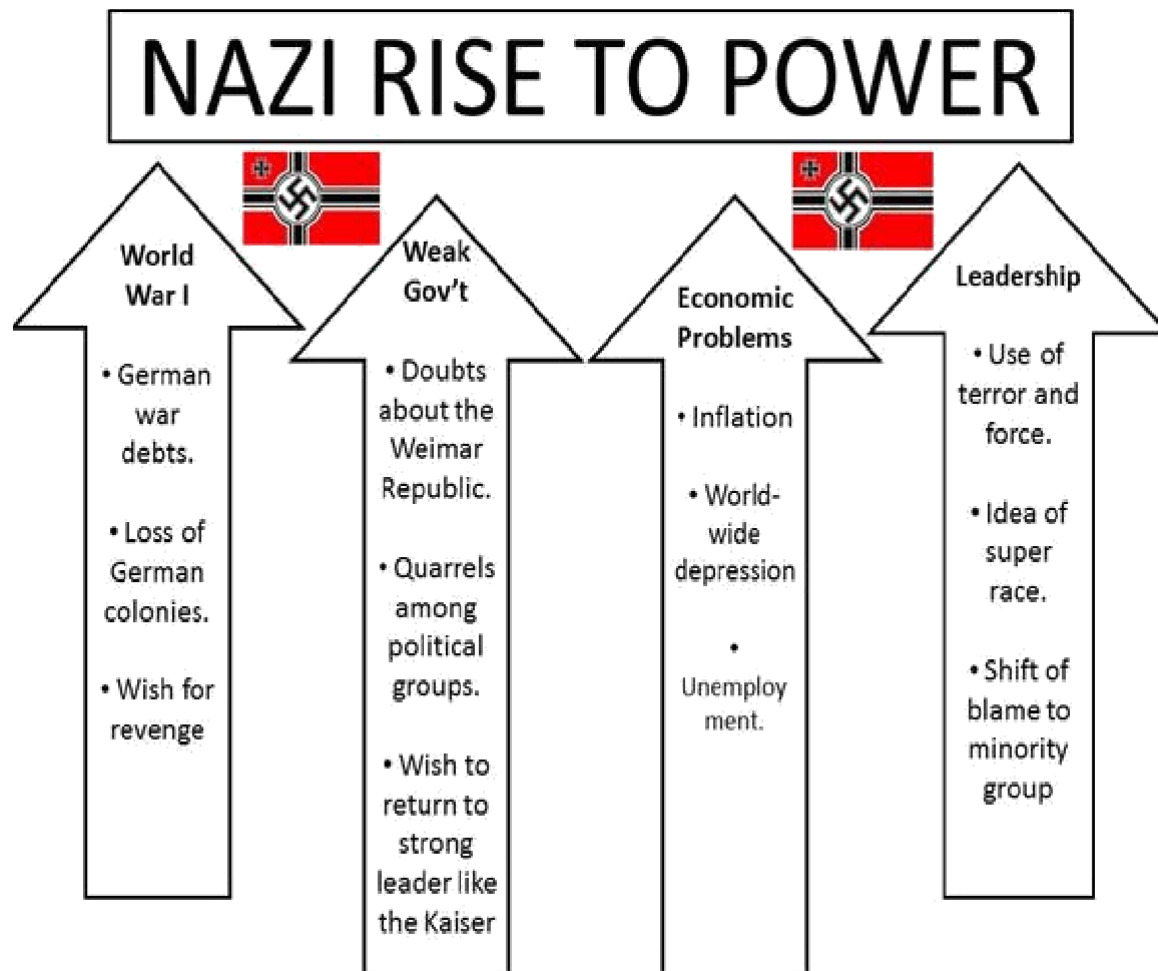 NAZI RISE TO POWER
World
War I
• German
war
debts.
• Loss of
German
colonies.
• Wish for
revenge
Weak
Gov't
• Doubts
about the
Weimar
Republic.
• Quarrels
among
political
groups.
• Wish to
return to
strong
leader like
the Kaiser
Economic
Problems
• Inflation
• World-
wide
depression
•
Unemploy
ment.
Leadership
• Use of
terror and
force.
• Idea of
super
race.
• Shift of
blame to
minority
group